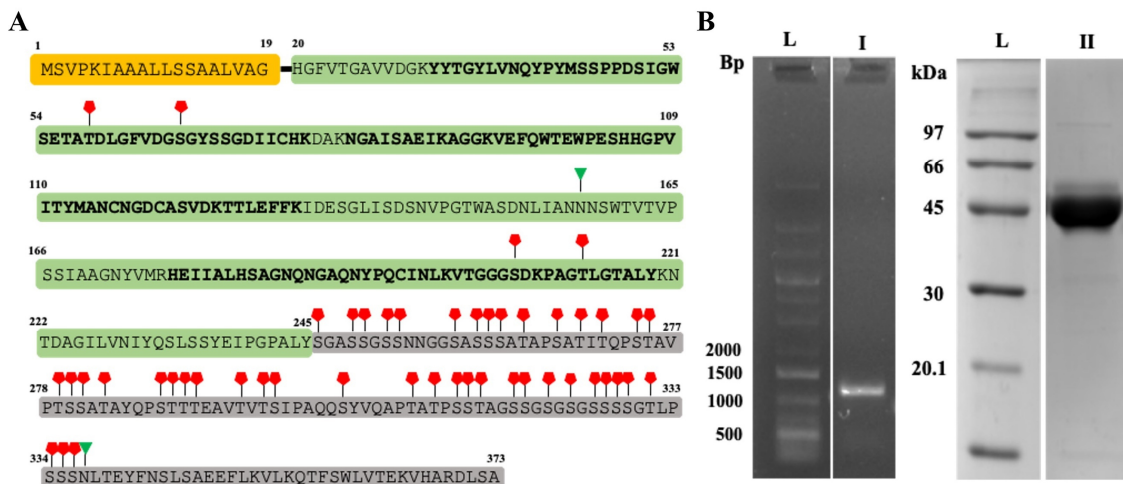 A
1 19 20 53
MSVPKIAAALLSSAALVAG HGFVTGAVVDGKYYTGYLVNQYPYMSSPPDSIGW
54 109
SETATDLGFVDGSGYSSGDIICHKDAKNGAISAEIKAGGKVEFQWTEWPESHHGPV
110 165
ITYMANCNGDCASVDKTTLEFFKIDESGLISDSNVPGTWASDNLIANNNSWTVTVP
166 221
SSIAAGNYVMRHEIIALHSAGNQNGAQNYPQCINLKVTGGGSDKPAGTLGTALYKN
222 245 277
TDAGILVNIYQSLSSYEIPGPALYSGASSGSSNNGGSASSSATAPSATITQPSTAV
278 333
PTSSATAYQPSTTTEAVTVTSIPAQQSYVQAPTATPSSTAGSSGSGSGSSSSGTLP
334 373
SSSNLTEYFNSLSAEEFLKVLKQTFSWLVTEKVHARDLSA
B
L I
Bp
2000
1500
1000
500
L II
kDa
97
66
45
30
20.1